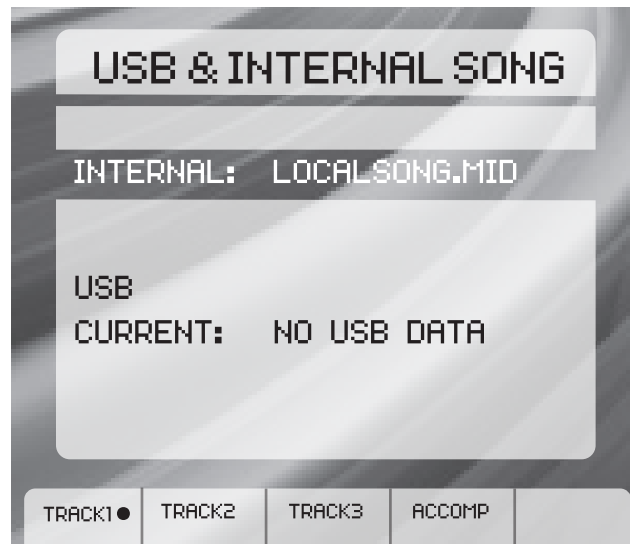 USB & INTERNAL SONG
INTERNAL: LOCALSONG.MID
USB
CURRENT: NO USB DATA
TRACK1● TRACK2 TRACK3 ACCOMP